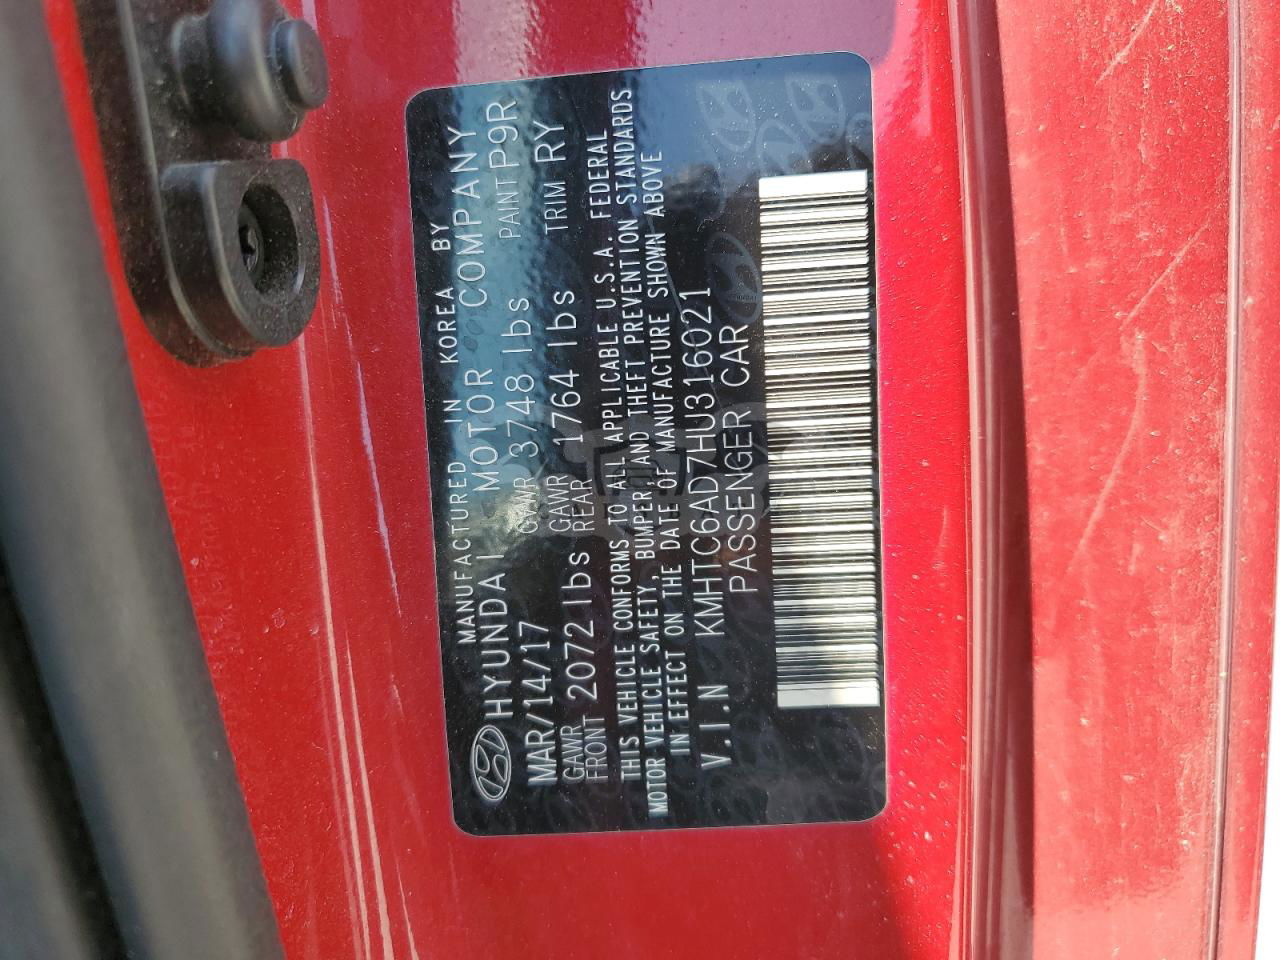 MANUFACTURED IN KOREA BY
HYUNDAI MOTOR COMPANY
MAR/14/17 GVWR 3748 lbs PAINT P9R
GAWR FRONT 2072 lbs GAWR REAR 1764 lbs TRIM RY
THIS VEHICLE CONFORMS TO ALL APPLICABLE U.S.A. FEDERAL
MOTOR VEHICLE SAFETY, BUMPER, AND THEFT PREVENTION STANDARDS
IN EFFECT ON THE DATE OF MANUFACTURE SHOWN ABOVE
V.I.N KMHTC6AD7HU316021
PASSENGER CAR